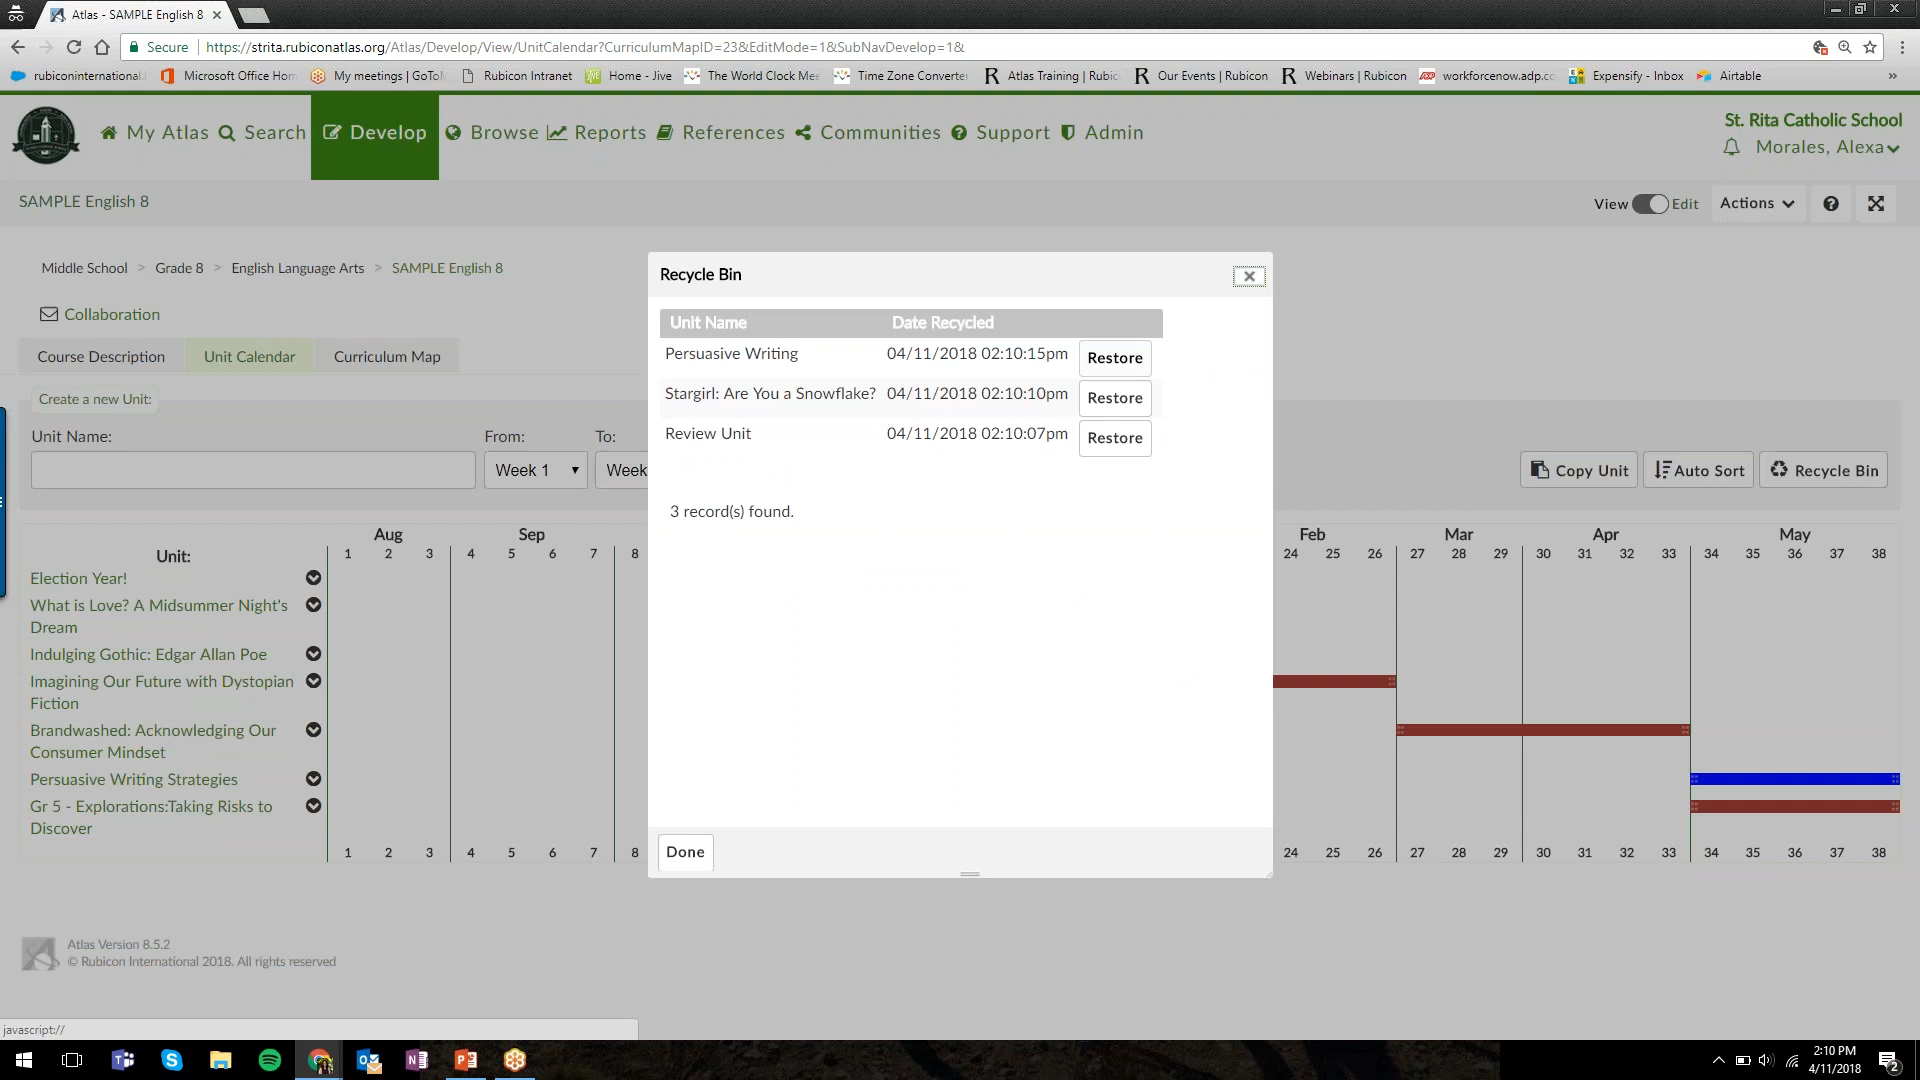 Atlas - SAMPLE English 8
Secure
https://strita.rubiconatlas.org/Atlas/Develop/View/UnitCalendar?CurriculumMapID=23&EditMode=1&SubNavDevelop=1&
rubiconinternational. Microsoft Office Hom My meetings | GoTo Rubicon Intranet Home - Jive The World Clock Mee Time Zone Converter Atlas Training | Rubic Our Events | Rubicon Webinars | Rubicon workforcenow.adp.cc Expensify - Inbox Airtable »
My Atlas Search Develop Browse Reports References Communities Support Admin
St. Rita Catholic School
Morales, Alexa
SAMPLE English 8
View Edit Actions
Middle School > Grade 8 > English Language Arts > SAMPLE English 8
Collaboration
Course Description Unit Calendar Curriculum Map
Create a new Unit:
Unit Name: From: To:
Week 1 Week
Copy Unit Auto Sort Recycle Bin
Recycle Bin
Unit Name Date Recycled
Persuasive Writing 04/11/2018 02:10:15pm Restore
Stargirl: Are You a Snowflake? 04/11/2018 02:10:10pm Restore
Review Unit 04/11/2018 02:10:07pm Restore
3 record(s) found.
Done
Aug Sep Feb Mar Apr May
Unit: 1 2 3 4 5 6 7 8 24 25 26 27 28 29 30 31 32 33 34 35 36 37 38
Election Year!
What is Love? A Midsummer Night's
Dream
Indulging Gothic: Edgar Allan Poe
Imagining Our Future with Dystopian
Fiction
Brandwashed: Acknowledging Our
Consumer Mindset
Persuasive Writing Strategies
Gr 5 - Explorations:Taking Risks to
Discover
1 2 3 4 5 6 7 8 24 25 26 27 28 29 30 31 32 33 34 35 36 37 38
Atlas Version 8.5.2
© Rubicon International 2018. All rights reserved
javascript://
2:10 PM
4/11/2018
2